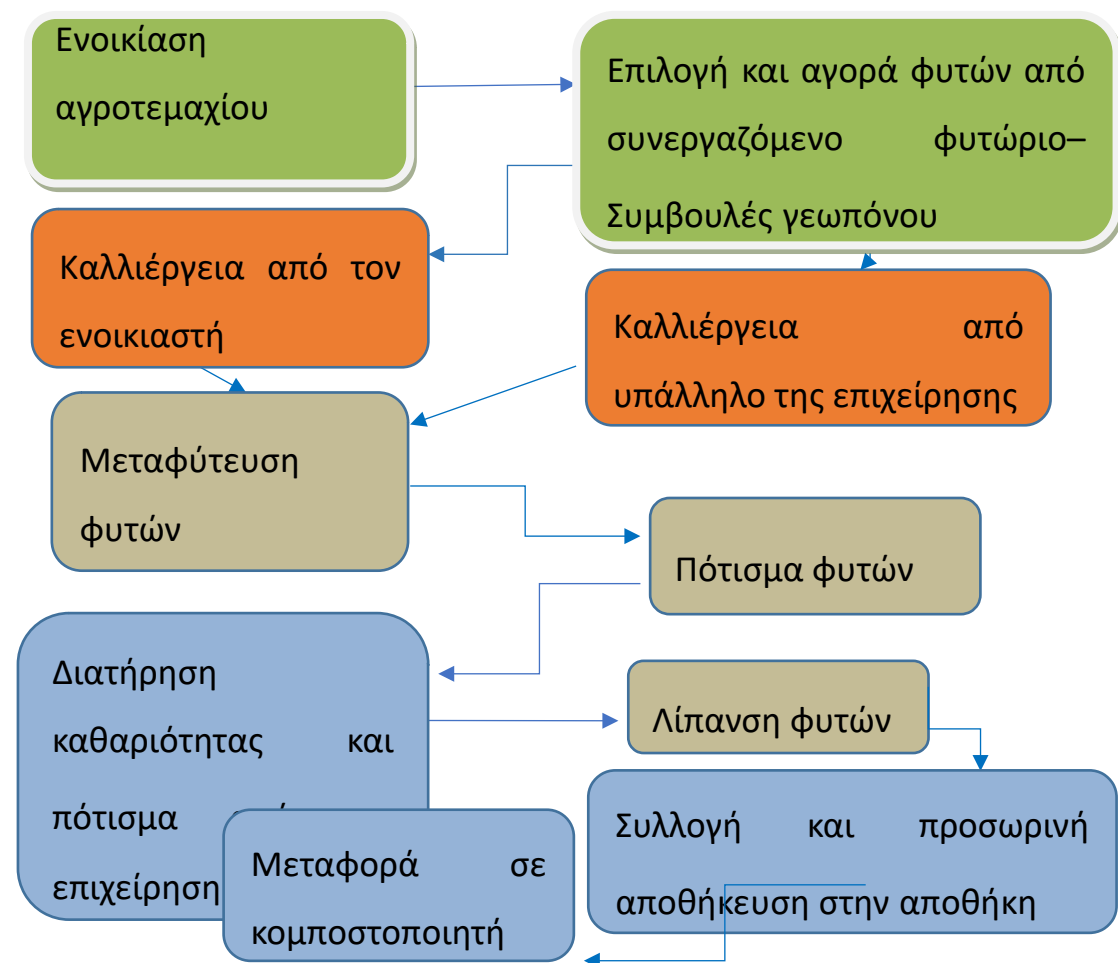 Ενοικίαση
αγροτεμαχίου
Επιλογή και αγορά φυτών από
συνεργαζόμενο φυτώριο–
Συμβουλές γεωπόνου
Καλλιέργεια από τον
ενοικιαστή
Καλλιέργεια από
υπάλληλο της επιχείρησης
Μεταφύτευση
φυτών
Πότισμα φυτών
Διατήρηση
καθαριότητας και
πότισμα
επιχείρηση
Λίπανση φυτών
Συλλογή και προσωρινή
αποθήκευση στην αποθήκη
Μεταφορά σε
κομποστοποιητή